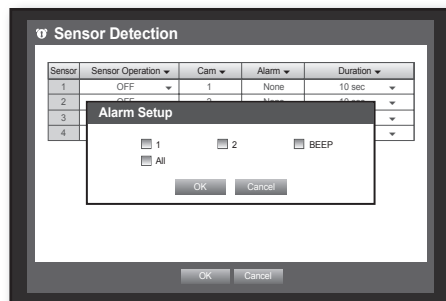 Sensor Detection
Sensor Sensor Operation Cam Alarm Duration
1 OFF 1 None 10 sec
2
3
4
Alarm Setup
1 2 BEEP
All
OK Cancel
OK Cancel